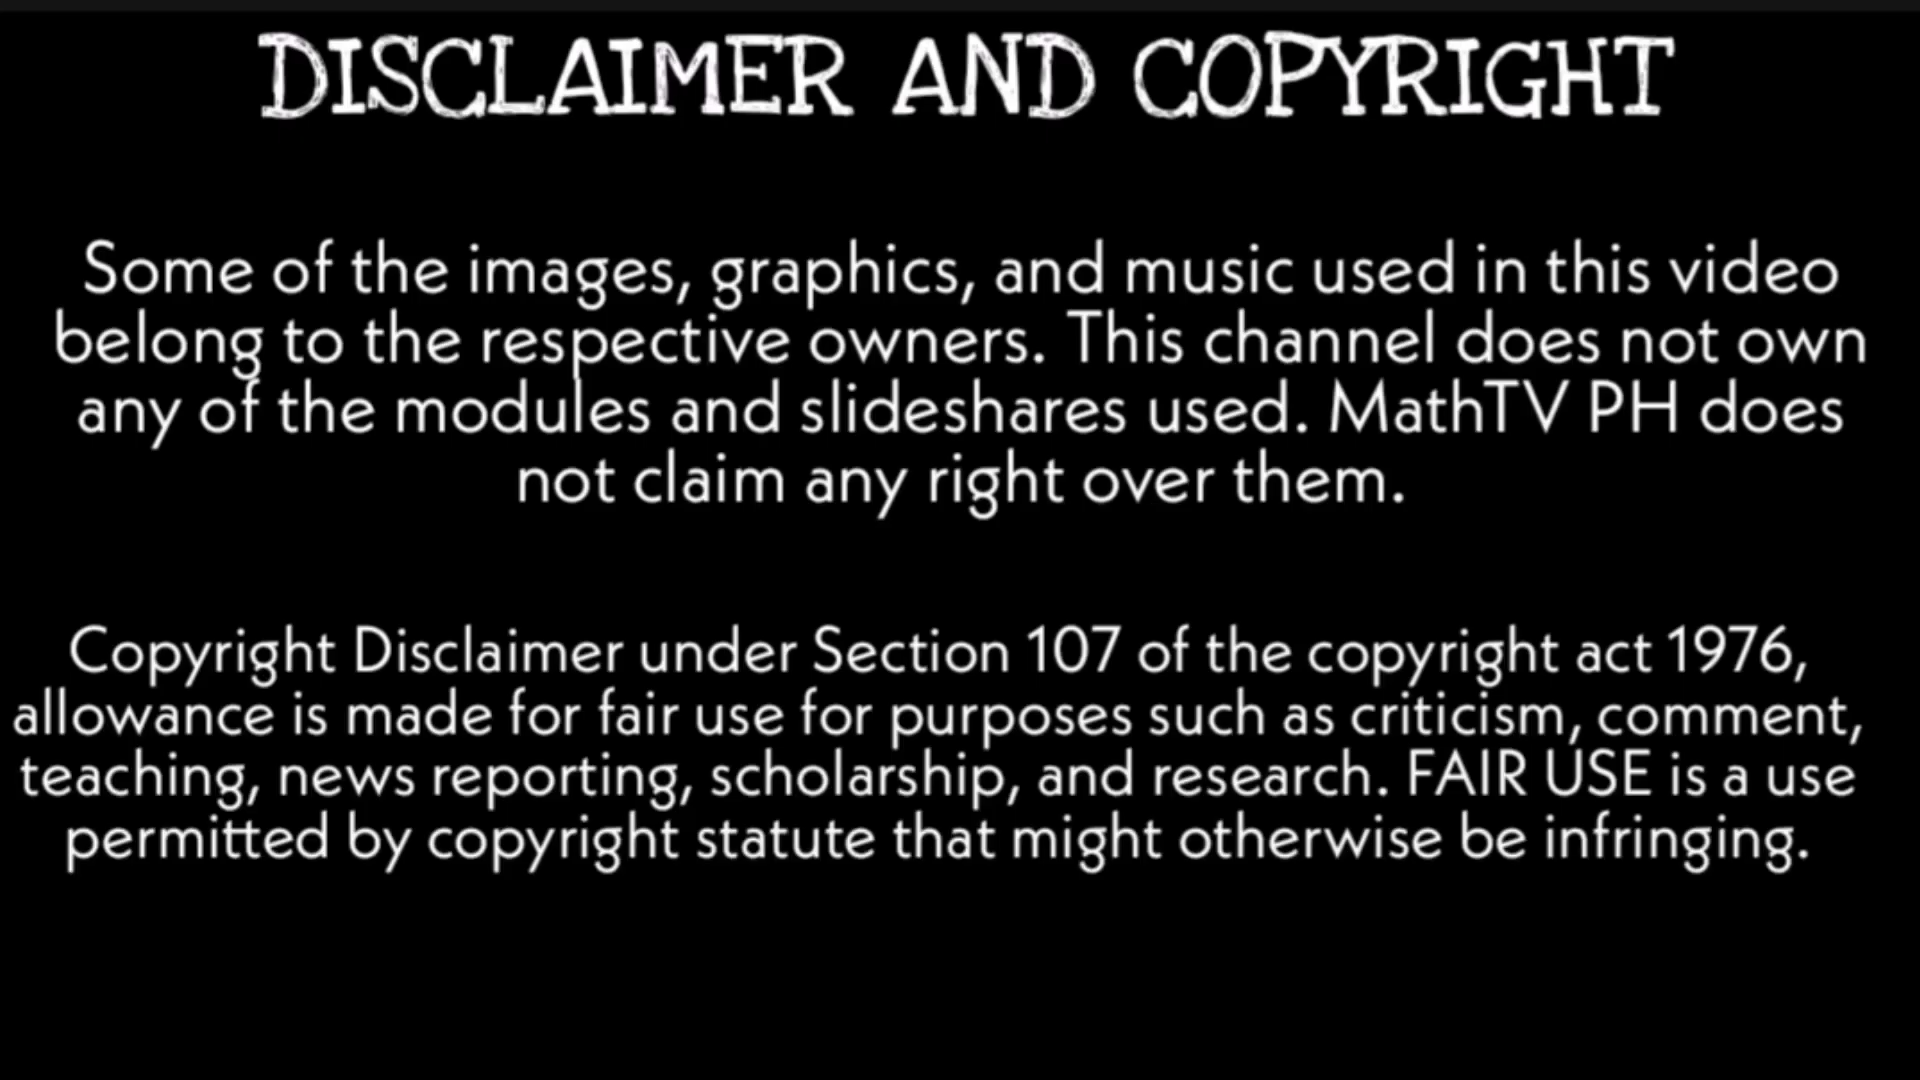 DISCLAIMER AND COPYRIGHT
Some of the images, graphics, and music used in this video
belong to the respective owners. This channel does not own
any of the modules and slideshares used. MathTV PH does
not claim any right over them.
Copyright Disclaimer under Section 107 of the copyright act 1976,
allowance is made for fair use for purposes such as criticism, comment,
teaching, news reporting, scholarship, and research. FAIR USE is a use
permitted by copyright statute that might otherwise be infringing.